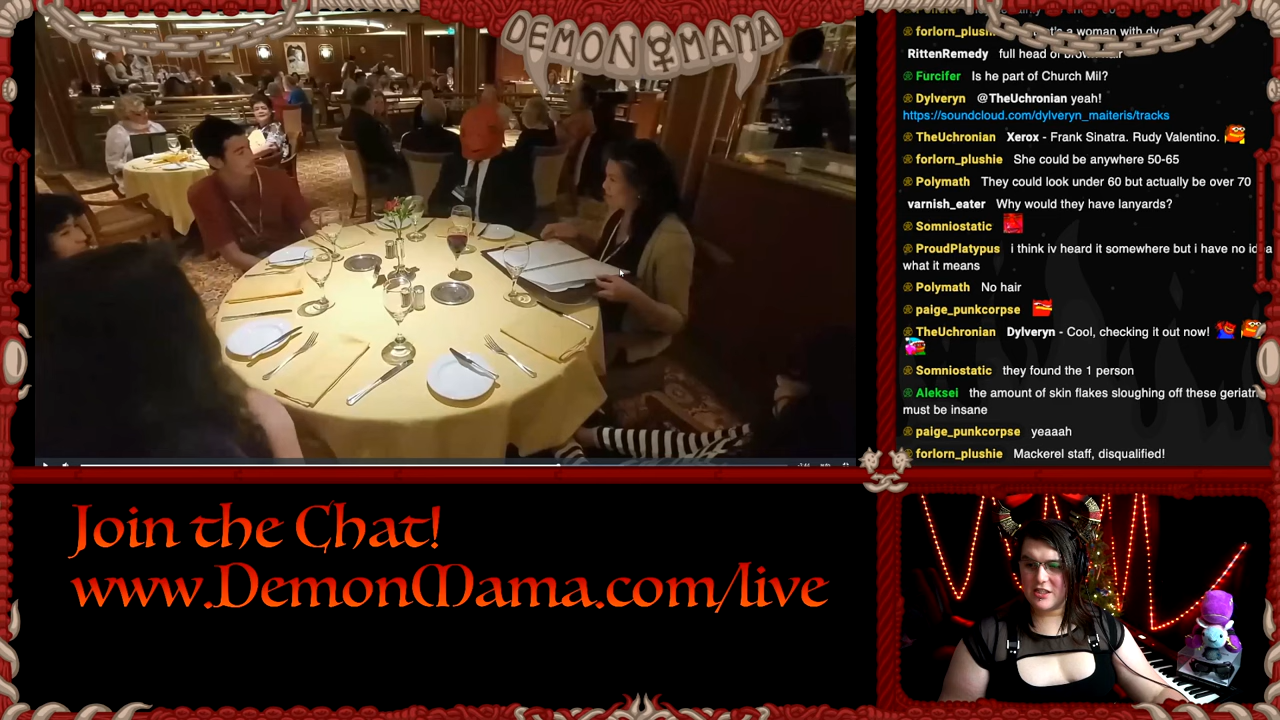 DEMON MAMA
forlorn_plush
RittenRemedy full head of
Furcifer Is he part of Church Mil?
Dylveryn @TheUchronian yeah!
https://soundcloud.com/dylveryn_maiteris/tracks
TheUchronian Xerox - Frank Sinatra. Rudy Valentino.
forlorn_plushie She could be anywhere 50-65
Polymath They could look under 60 but actually be over 70
varnish_eater Why would they have lanyards?
Somniostatic
ProudPlatypus i think iv heard it somewhere but i have no idea
what it means
Polymath No hair
paige_punkcorpse
TheUchronian Dylveryn - Cool, checking it out now!
Somniostatic they found the 1 person
Aleksei the amount of skin flakes sloughing off these geriatr
must be insane
paige_punkcorpse yeaaah
forlorn_plushie Mackerel staff, disqualified!
Join the Chat!
www.DemonMama.com/live